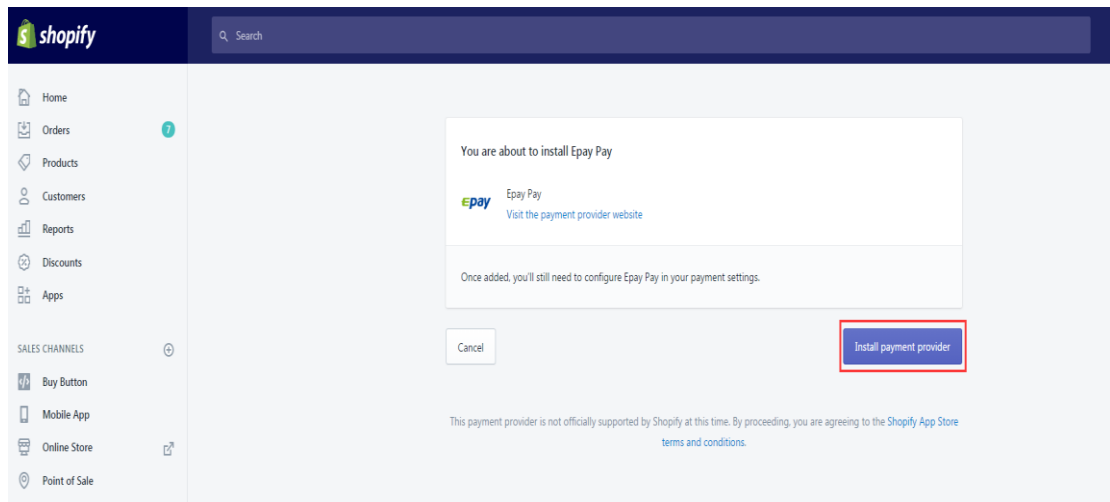 shopify
Search
Home
Orders 7
Products
Customers
Reports
Discounts
Apps
SALES CHANNELS
Buy Button
Mobile App
Online Store
Point of Sale
You are about to install Epay Pay
Epay
Epay Pay
Visit the payment provider website
Once added, you'll still need to configure Epay Pay in your payment settings.
Cancel
Install payment provider
This payment provider is not officially supported by Shopify at this time. By proceeding, you are agreeing to the Shopify App Store
terms and conditions.